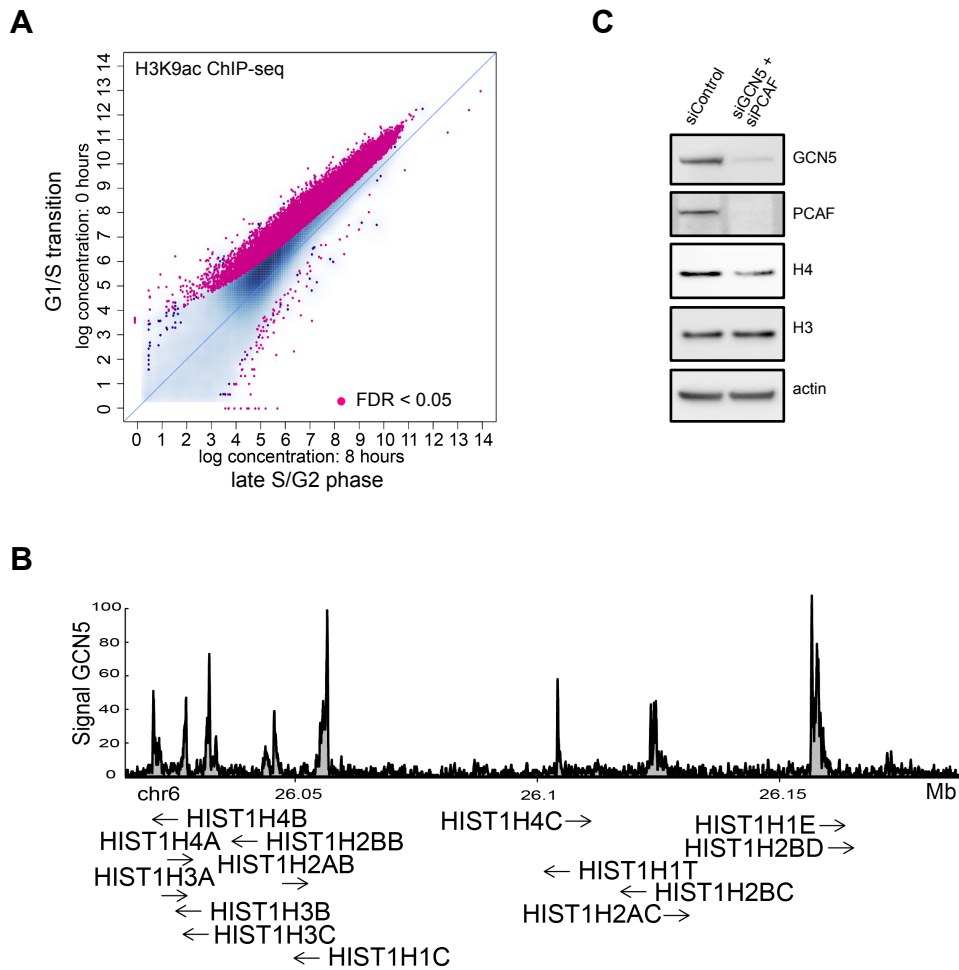 A
H3K9ac ChIP-seq
G1/S transition
log concentration: 0 hours
14
13
12
11
10
9
8
7
6
5
4
3
2
1
0
FDR < 0.05
0 1 2 3 4 5 6 7 8 9 10 11 12 13 14
log concentration: 8 hours
late S/G2 phase
C
siControl
siGCN5 +
siPCAF
GCN5
PCAF
H4
H3
actin
B
Signal GCN5
100
80
60
40
20
0
chr6 26.05 26.1 26.15 Mb
← HIST1H4B
HIST1H4C →
HIST1H1E →
HIST1H4A →
← HIST1H2BB
HIST1H2BD →
HIST1H2AB →
← HIST1H1T
HIST1H3A →
← HIST1H2BC
← HIST1H3B
HIST1H2AC →
← HIST1H3C
← HIST1H1C